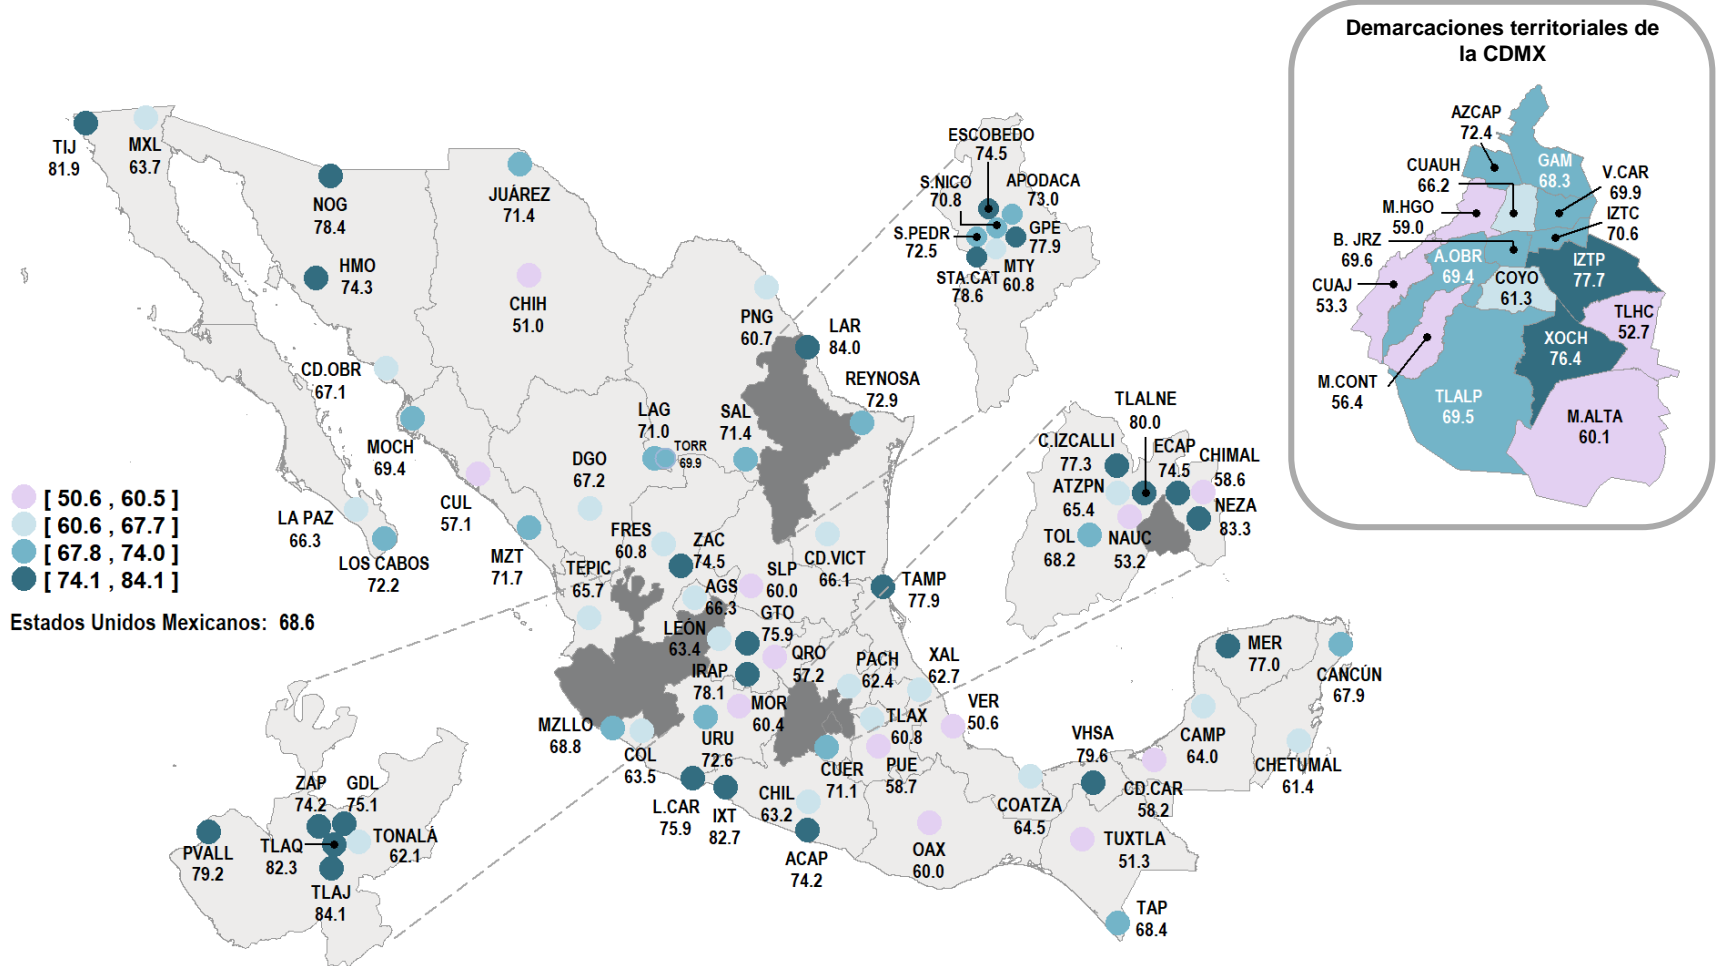 Demarcaciones territoriales de
la CDMX
AZCAP
72.4
CUAUH
66.2
GAM
68.3
V.CAR
69.9
M.HGO
59.0
IZTC
70.6
B. JRZ
69.6
A.OBR
69.4
IZTP
77.7
CUAJ
53.3
COYO
61.3
TLHC
52.7
XOCH
76.4
M.CONT
56.4
TLALP
69.5
M.ALTA
60.1
TIJ
81.9
MXL
63.7
NOG
78.4
JUÁREZ
71.4
HMO
74.3
CHIH
51.0
ESCOBEDO
74.5
S.NICO
70.8
APODACA
73.0
S.PEDR
72.5
GPE
77.9
STA.CAT
78.6
MTY
60.8
PNG
60.7
LAR
84.0
CD.OBR
67.1
REYNOSA
72.9
MOCH
69.4
LAG
71.0
TORR
69.9
SAL
71.4
DGO
67.2
CUL
57.1
LA PAZ
66.3
LOS CABOS
72.2
MZT
71.7
FRES
60.8
ZAC
74.5
CD.VICT
66.1
TEPIC
65.7
AGS
66.3
SLP
60.0
TAMP
77.9
LEÓN
63.4
GTO
75.9
QRO
57.2
IRAP
78.1
MOR
60.4
PACH
62.4
XAL
62.7
TLALNE
80.0
C.IZCALLI
77.3
ECAP
74.5
CHIMAL
58.6
ATZPN
65.4
NEZA
83.3
TOL
68.2
NAUC
53.2
[ 50.6 , 60.5 ]
[ 60.6 , 67.7 ]
[ 67.8 , 74.0 ]
[ 74.1 , 84.1 ]
Estados Unidos Mexicanos: 68.6
MZLLO
68.8
COL
63.5
URU
72.6
L.CAR
75.9
IXT
82.7
CHIL
63.2
ACAP
74.2
CUER
71.1
TLAX
60.8
PUE
58.7
VER
50.6
OAX
60.0
COATZA
64.5
VHSA
79.6
CD.CAR
58.2
TUXTLA
51.3
TAP
68.4
MER
77.0
CANCÚN
67.9
CAMP
64.0
CHETUMAL
61.4
ZAP
74.2
GDL
75.1
PVALL
79.2
TLAQ
82.3
TONALÁ
62.1
TLAJ
84.1